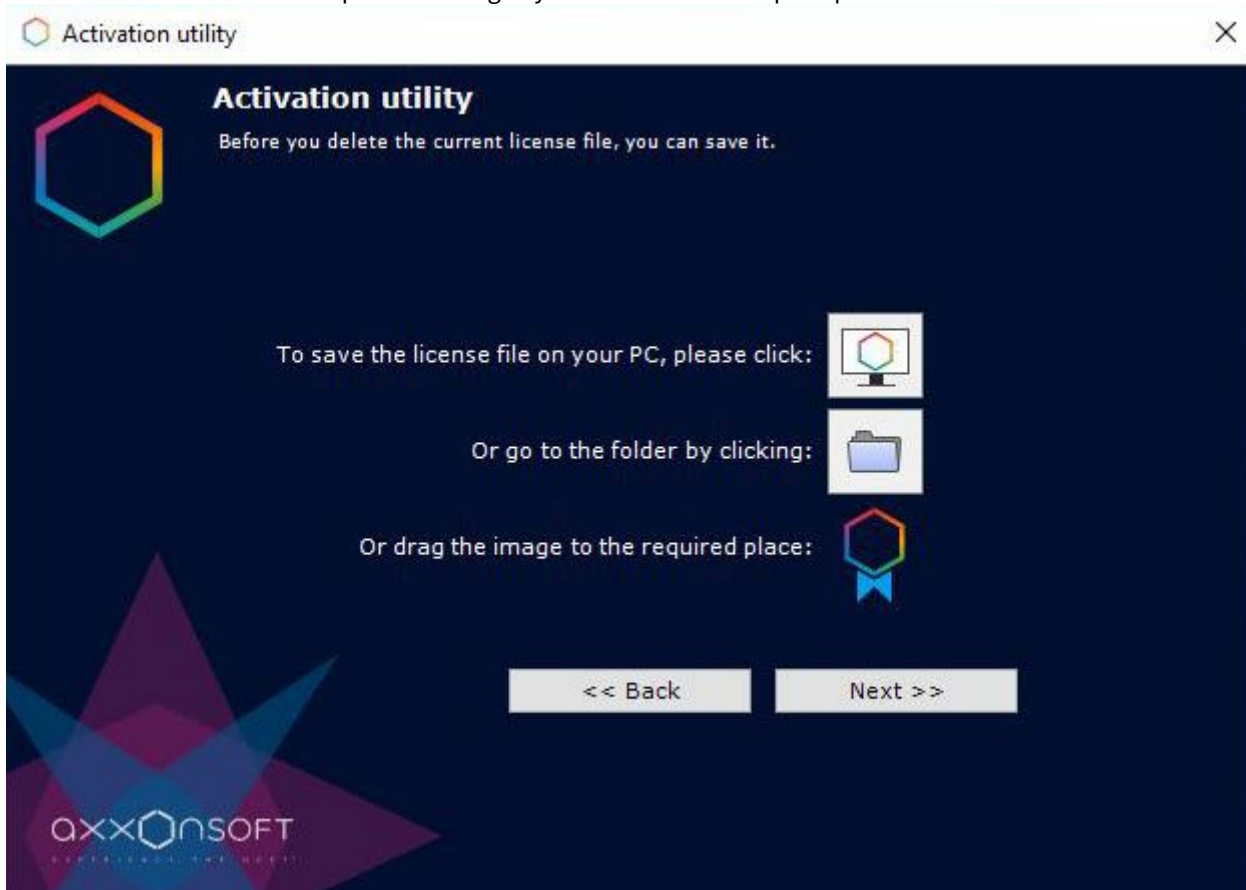 Activation utility
Activation utility
Before you delete the current license file, you can save it.
To save the license file on your PC, please click:
Or go to the folder by clicking:
Or drag the image to the required place:
<< Back
Next >>
axxonsoft